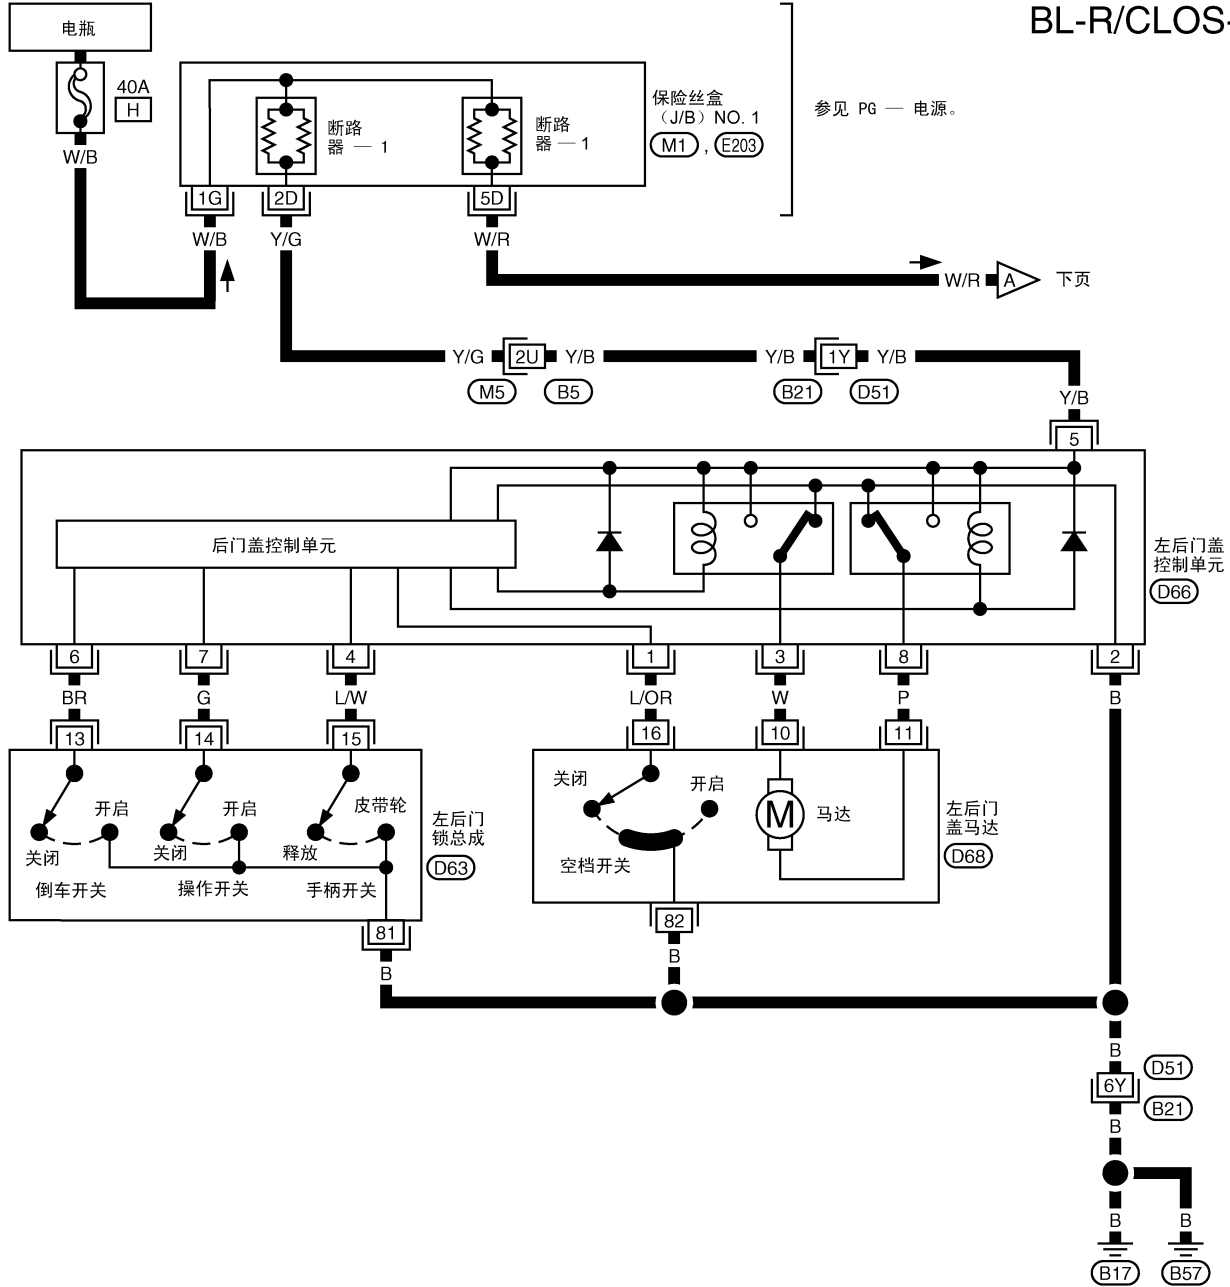 BL-R/CLOS-
电瓶
40A
H
W/B
断路
器 — 1
断路
器 — 1
保险丝盒
（J/B）NO. 1
M1 , E203
参见 PG — 电源。
1G
2D
5D
W/B
Y/G
W/R
W/R
A
下页
Y/G
2U
Y/B
Y/B
1Y
Y/B
M5
B5
B21
D51
Y/B
5
后门盖控制单元
左后门盖
控制单元
D66
6
7
4
1
3
8
2
BR
G
L/W
L/OR
W
P
B
13
14
15
16
10
11
开启
关闭
倒车开关
开启
关闭
操作开关
皮带轮
释放
手柄开关
左后门
锁总成
D63
关闭
开启
空档开关
M
马达
左后门
盖马达
D68
81
82
B
B
B
6Y
D51
B21
B
B
B
B17
B57